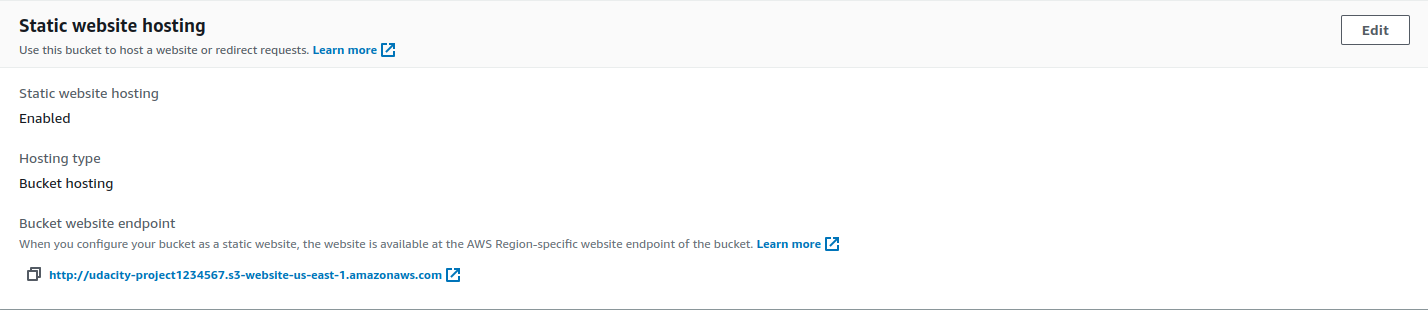 Static website hosting
Edit
Use this bucket to host a website or redirect requests. Learn more
Static website hosting
Enabled
Hosting type
Bucket hosting
Bucket website endpoint
When you configure your bucket as a static website, the website is available at the AWS Region-specific website endpoint of the bucket. Learn more
http://udacity-project1234567.s3-website-us-east-1.amazonaws.com